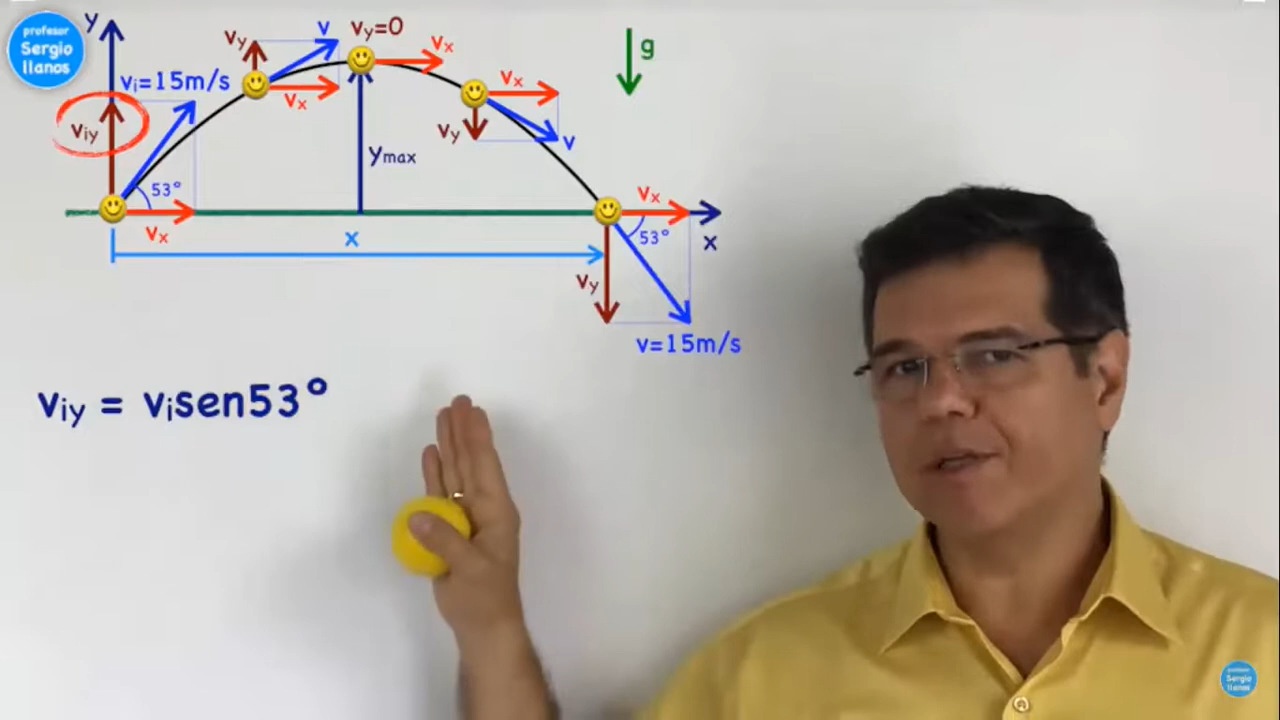 profesor
Sergio
llanos
y
vᵢ=15m/s
vᵢy
53°
vₓ
vy
v
vₓ
vy=0
vₓ
yₘₐₓ
vₓ
vy
v
g
x
vₓ
53°
x
vy
v=15m/s
vᵢy = vᵢsen53°
profesor
Sergio
llanos